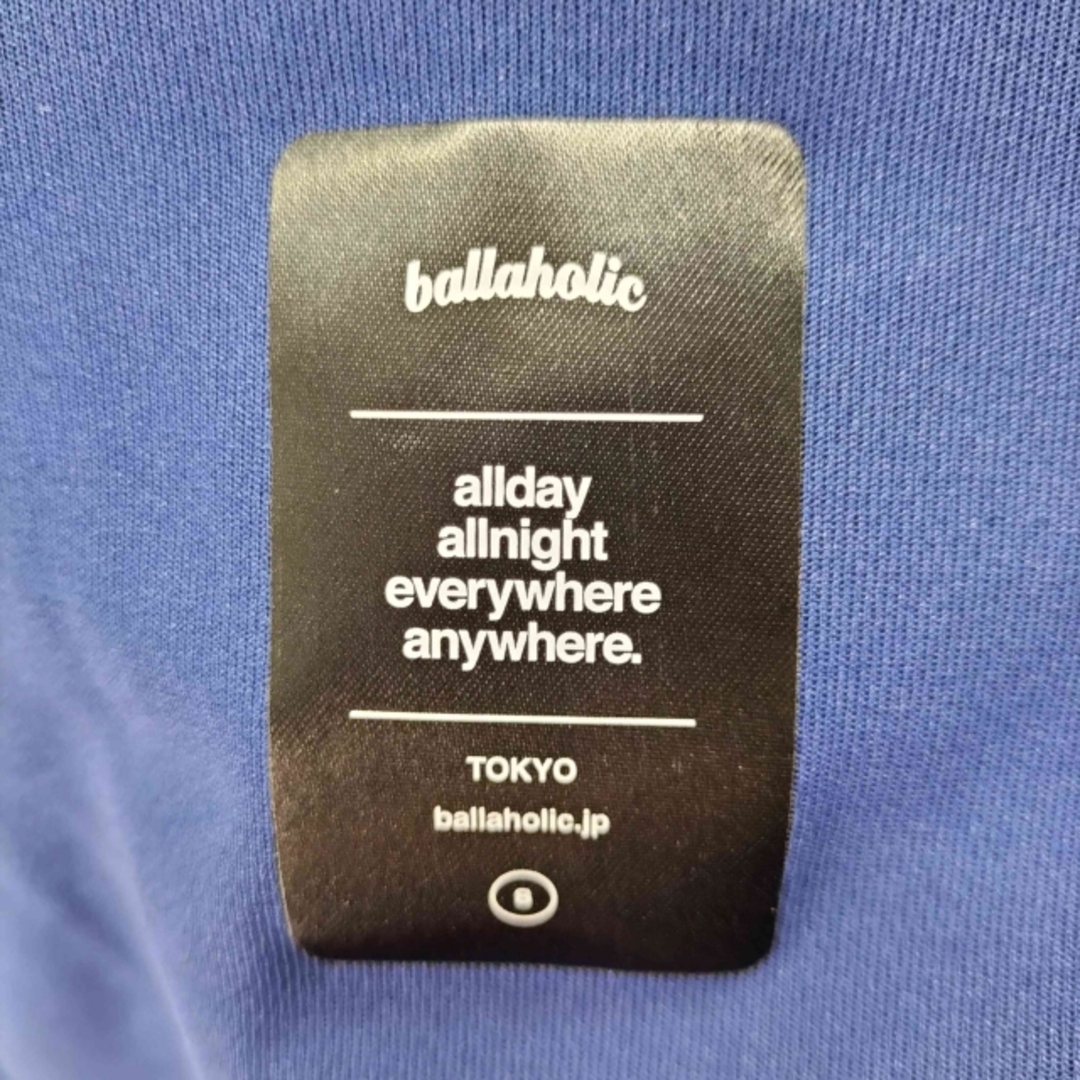 ballaholic
allday
allnight
everywhere
anywhere.
TOKYO
ballaholic.jp